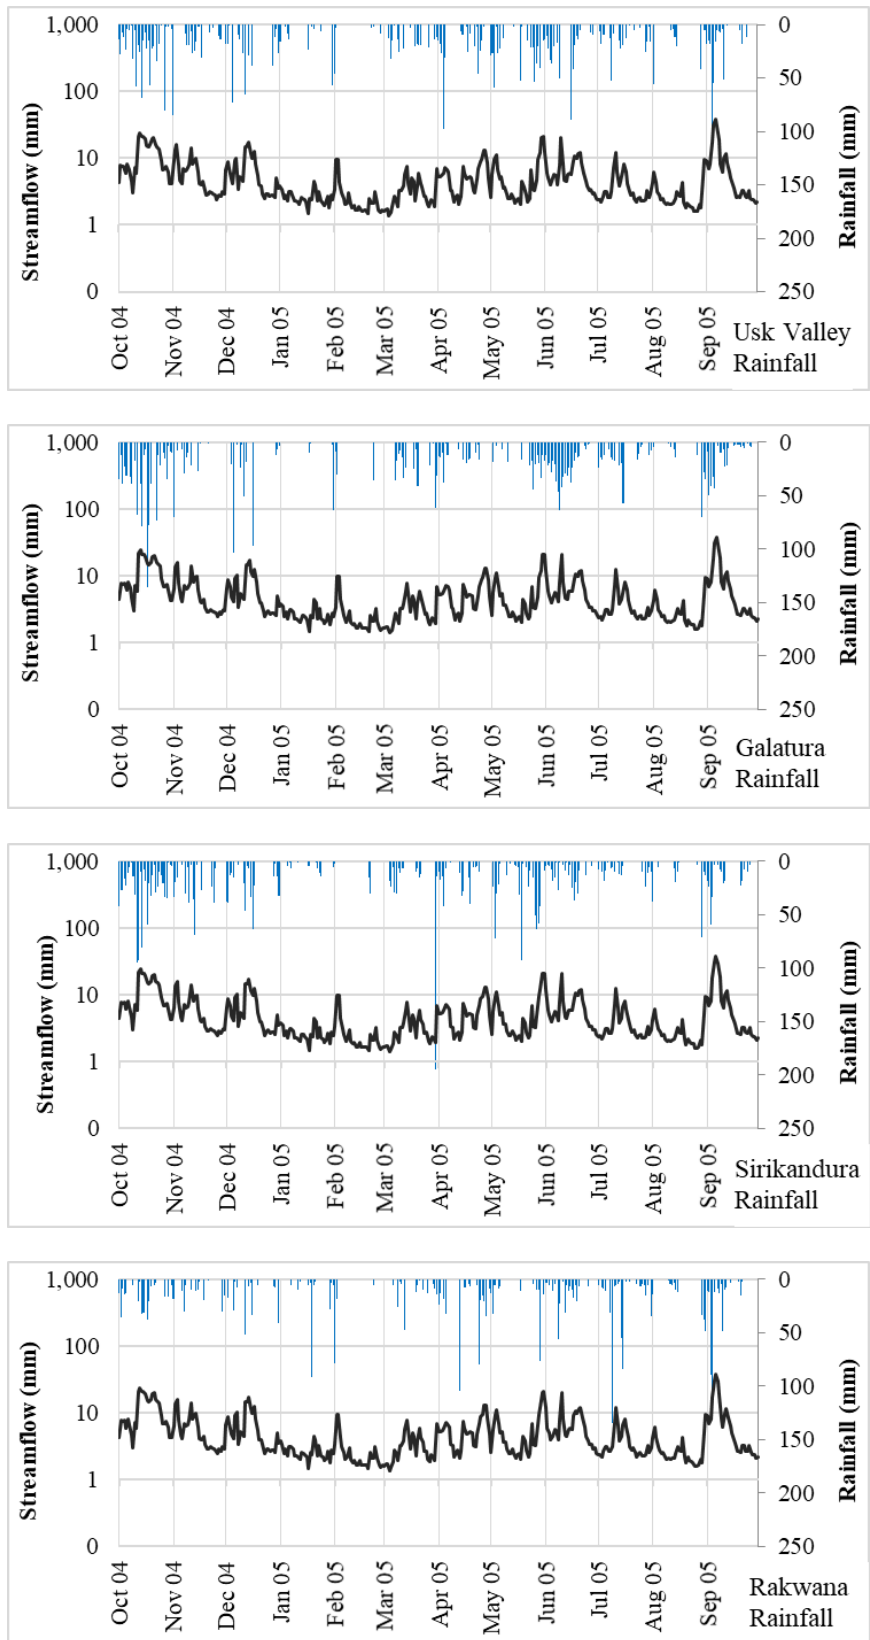 1,000
100
10
1
0
Streamflow (mm)
0
50
100
150
200
250
Rainfall (mm)
Oct 04
Nov 04
Dec 04
Jan 05
Feb 05
Mar 05
Apr 05
May 05
Jun 05
Jul 05
Aug 05
Sep 05
Usk Valley
Rainfall
1,000
100
10
1
0
Streamflow (mm)
0
50
100
150
200
250
Rainfall (mm)
Oct 04
Nov 04
Dec 04
Jan 05
Feb 05
Mar 05
Apr 05
May 05
Jun 05
Jul 05
Aug 05
Sep 05
Galatura
Rainfall
1,000
100
10
1
0
Streamflow (mm)
0
50
100
150
200
250
Rainfall (mm)
Oct 04
Nov 04
Dec 04
Jan 05
Feb 05
Mar 05
Apr 05
May 05
Jun 05
Jul 05
Aug 05
Sep 05
Sirikandura
Rainfall
1,000
100
10
1
0
Streamflow (mm)
0
50
100
150
200
250
Rainfall (mm)
Oct 04
Nov 04
Dec 04
Jan 05
Feb 05
Mar 05
Apr 05
May 05
Jun 05
Jul 05
Aug 05
Sep 05
Rakwana
Rainfall